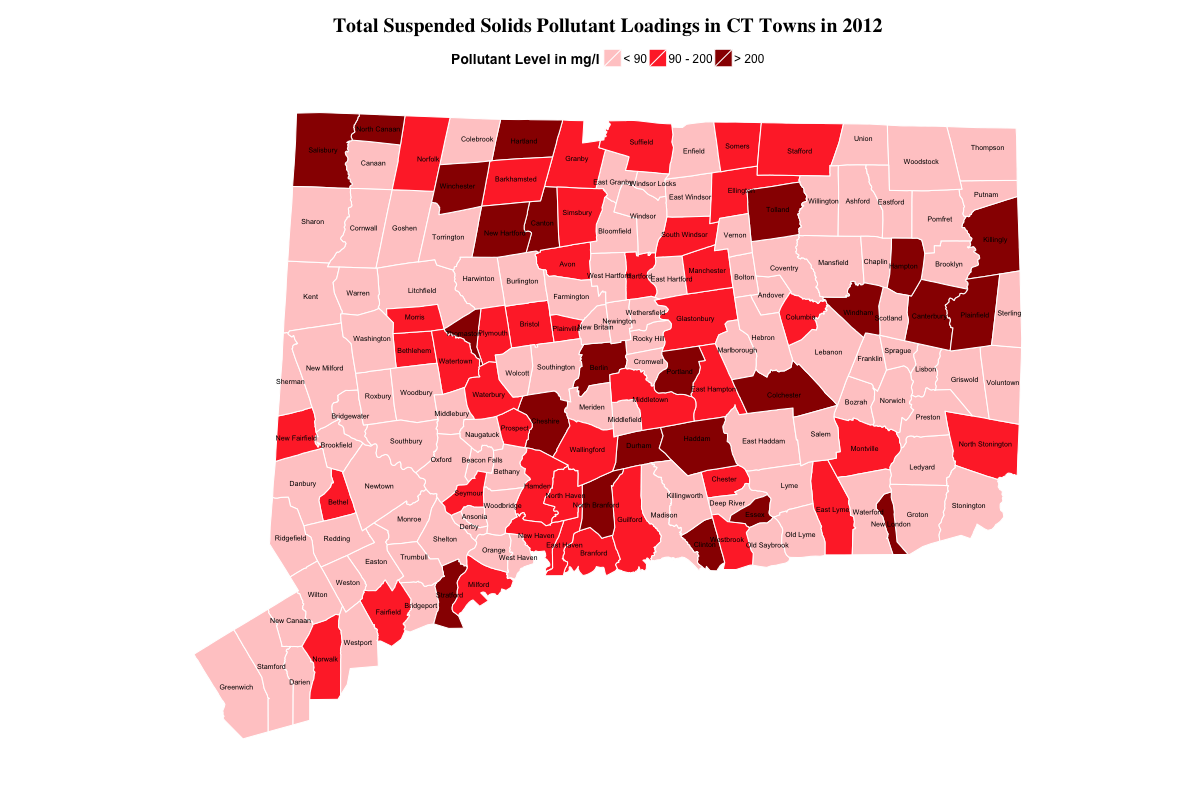 Total Suspended Solids Pollutant Loadings in CT Towns in 2012
Pollutant Level in mg/l < 90 90 - 200 > 200
North Canaan
Salisbury
Canaan
Norfolk
Colebrook
Hartland
Granby
Suffield
Enfield
Somers
Stafford
Union
Woodstock
Thompson
Winchester
Barkhamsted
East Granby
Windsor Locks
East Windsor
Ellington
Tolland
Willington
Ashford
Eastford
Putnam
Pomfret
Sharon
Cornwall
Goshen
Torrington
New Hartford
Canton
Simsbury
Bloomfield
Windsor
South Windsor
Vernon
Killingly
Kent
Warren
Litchfield
Harwinton
Burlington
Avon
Farmington
West Hartford
Hartford
East Hartford
Manchester
Bolton
Coventry
Mansfield
Chaplin
Hampton
Brooklyn
Andover
Morris
Plymouth
Bristol
Plainville
New Britain
Newington
Wethersfield
Glastonbury
Columbia
Windham
Scotland
Canterbury
Plainfield
Sterling
Washington
Bethlehem
Watertown
Rocky Hill
Hebron
Marlborough
Lebanon
Franklin
Sprague
Lisbon
Griswold
Voluntown
New Milford
Sherman
Roxbury
Woodbury
Waterbury
Wolcott
Southington
Berlin
Cromwell
Portland
East Hampton
Colchester
Bozrah
Norwich
Preston
Bridgewater
Middlebury
Meriden
Middletown
Middlefield
New Fairfield
Brookfield
Southbury
Naugatuck
Prospect
Cheshire
Wallingford
Durham
Haddam
East Haddam
Salem
Montville
North Stonington
Oxford
Beacon Falls
Bethany
Ledyard
Danbury
Newtown
Bethel
Seymour
Woodbridge
Hamden
North Haven
North Branford
Guilford
Madison
Killingworth
Chester
Deep River
Essex
Lyme
East Lyme
Waterford
New London
Groton
Stonington
Monroe
Ansonia
Derby
Ridgefield
Redding
Shelton
Orange
New Haven
West Haven
East Haven
Branford
Clinton
Westbrook
Old Saybrook
Old Lyme
Easton
Trumbull
Weston
Wilton
Milford
Stratford
Bridgeport
Fairfield
New Canaan
Westport
Norwalk
Stamford
Darien
Greenwich